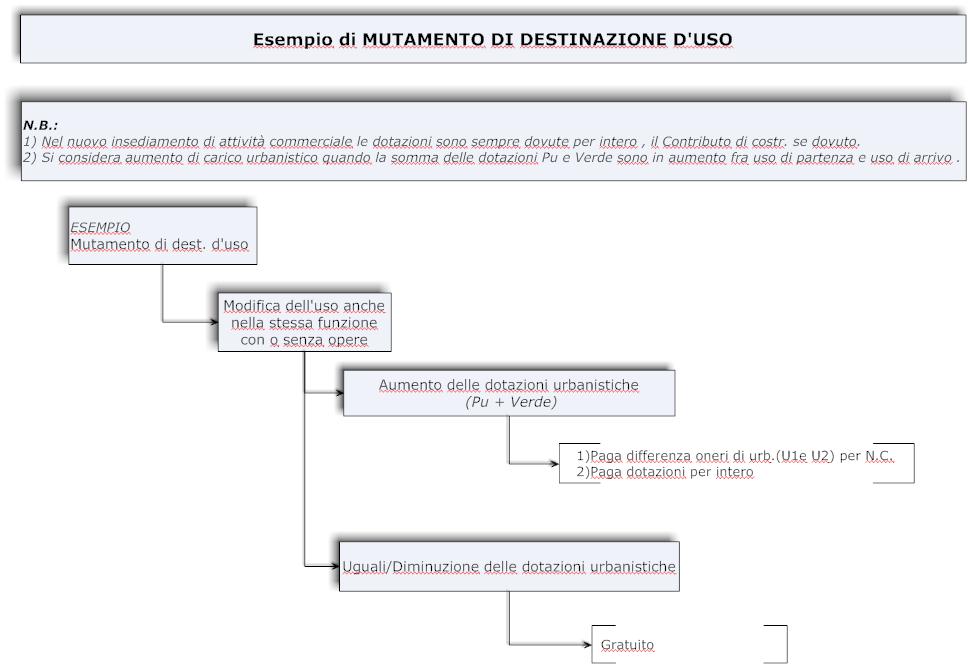 Esempio di MUTAMENTO DI DESTINAZIONE D'USO
N.B.:
1) Nel nuovo insediamento di attività commerciale le dotazioni sono sempre dovute per intero , il Contributo di costr. se dovuto.
2) Si considera aumento di carico urbanistico quando la somma delle dotazioni Pu e Verde sono in aumento fra uso di partenza e uso di arrivo .
ESEMPIO
Mutamento di dest. d'uso
Modifica dell'uso anche
nella stessa funzione
con o senza opere
Aumento delle dotazioni urbanistiche
(Pu + Verde)
1)Paga differenza oneri di urb.(U1e U2) per N.C.
2)Paga dotazioni per intero
Uguali/Diminuzione delle dotazioni urbanistiche
Gratuito